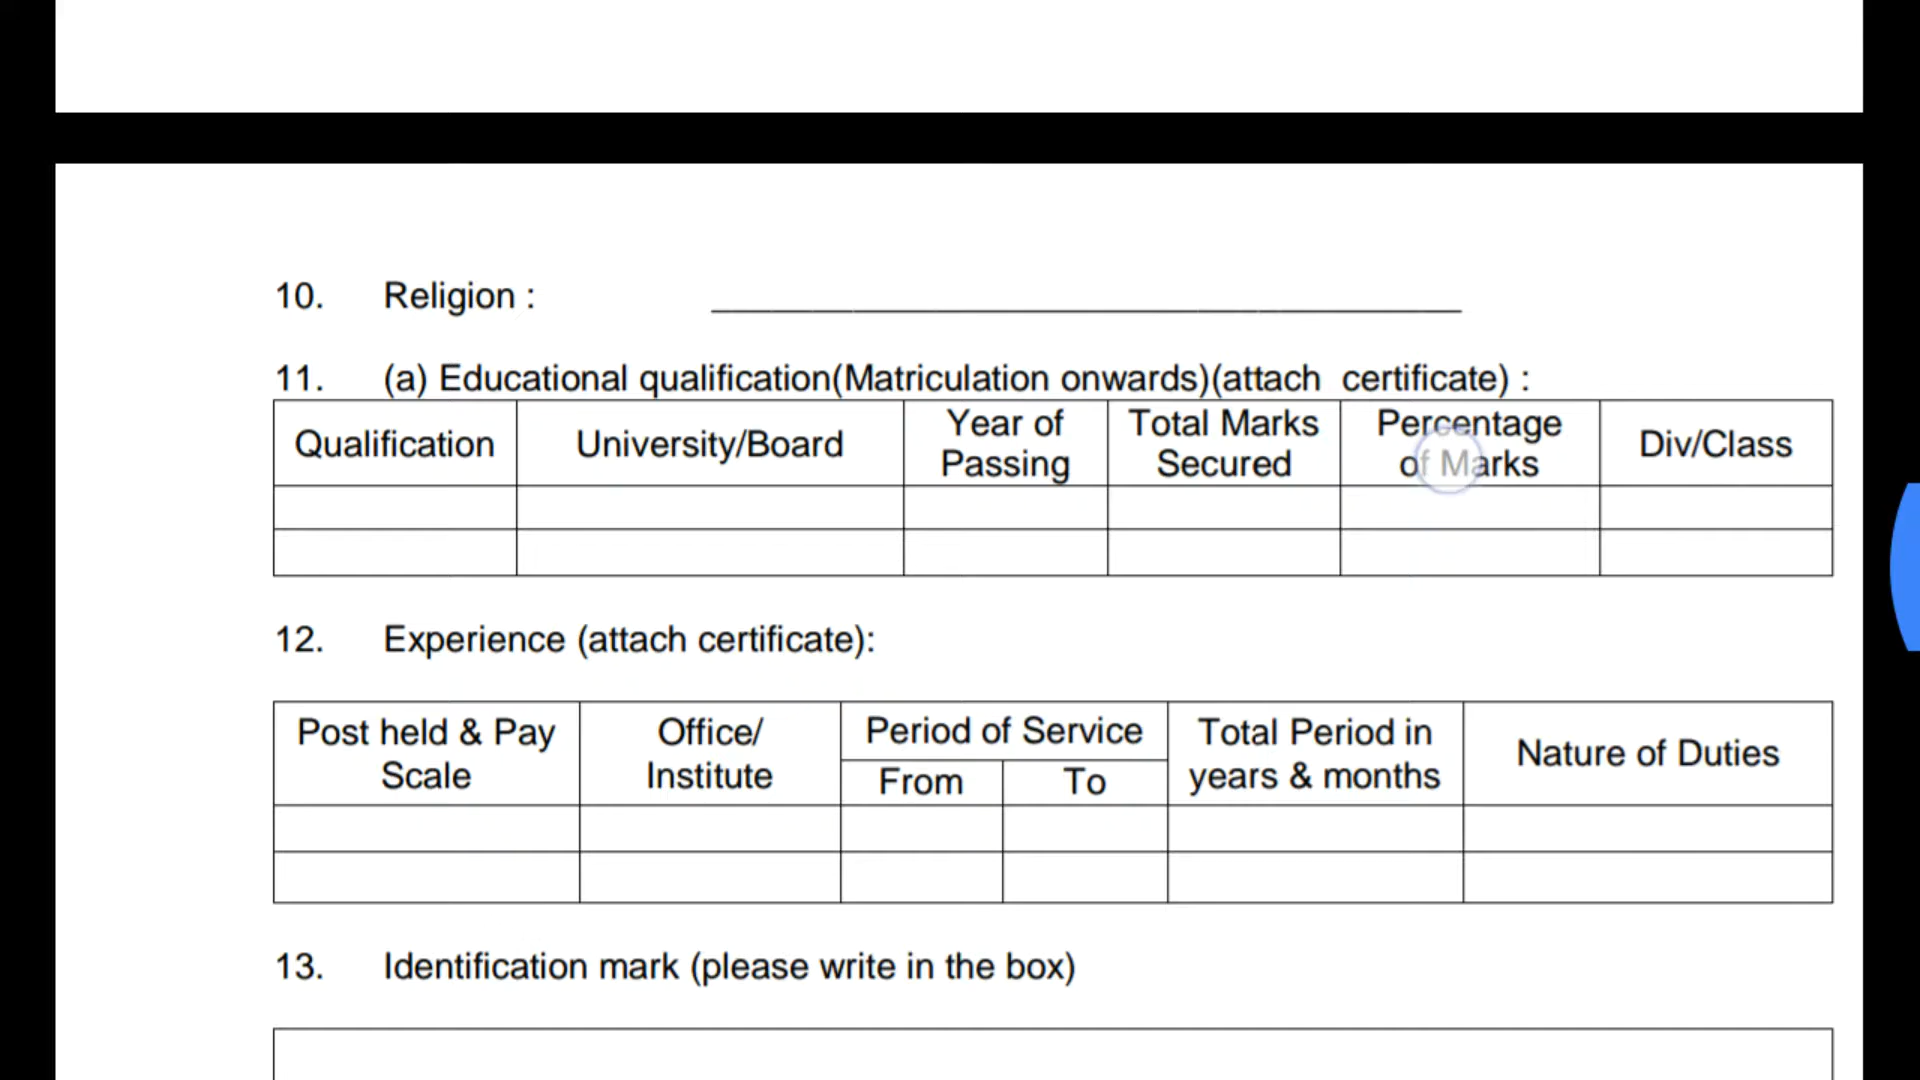 10. Religion : ____________________________________
11. (a) Educational qualification(Matriculation onwards)(attach  certificate) :
Qualification University/Board Year of Passing Total Marks Secured Percentage of Marks Div/Class
12. Experience (attach certificate):
Post held & Pay Scale Office/ Institute Period of Service Total Period in years & months Nature of Duties
From To
13. Identification mark (please write in the box)